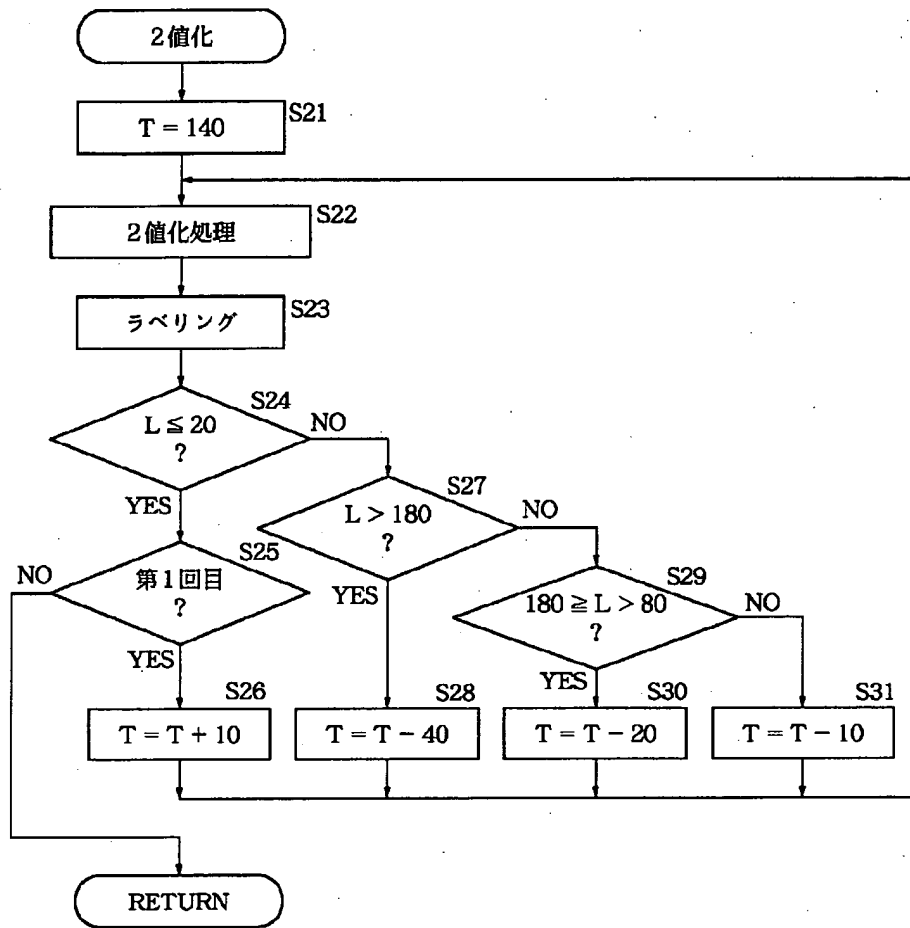 2値化
S21
T = 140
S22
2値化処理
S23
ラベリング
S24
L ≦ 20
?
NO
YES
S27
L > 180
?
NO
YES
S25
第1回目
?
NO
YES
S29
180 ≧ L > 80
?
NO
YES
S26
T = T + 10
S28
T = T − 40
S30
T = T − 20
S31
T = T − 10
RETURN